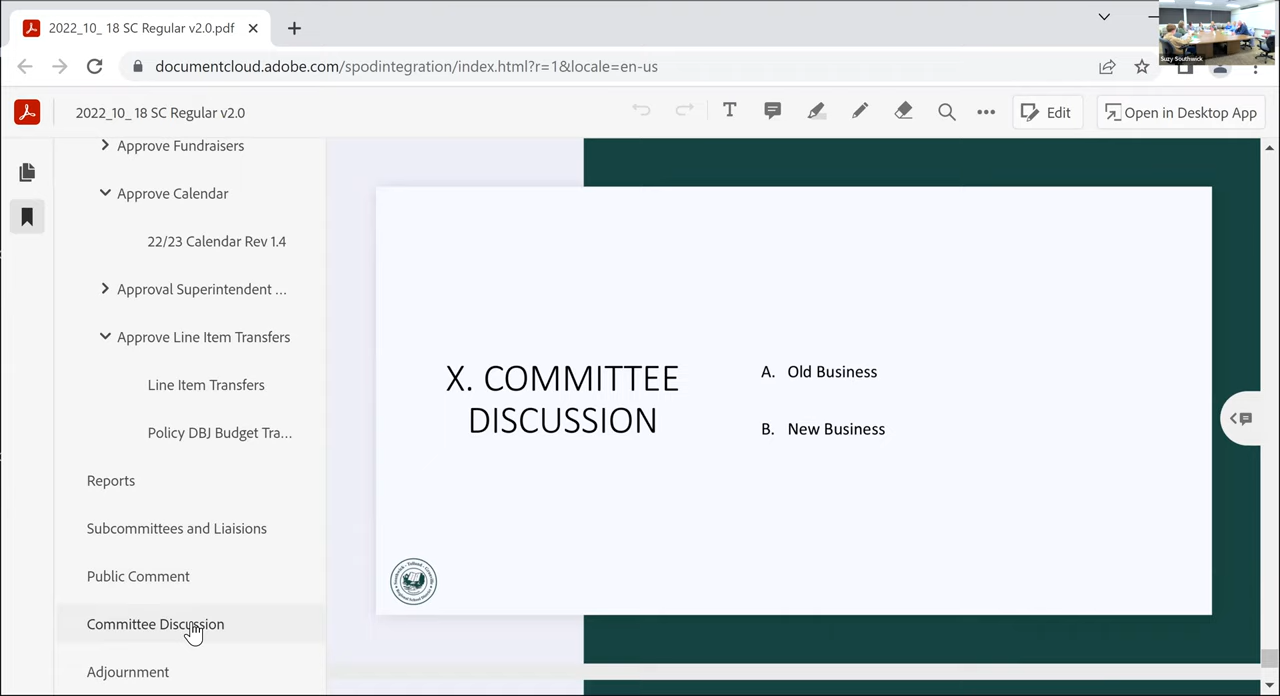 2022_10_ 18 SC Regular v2.0.pdf
documentcloud.adobe.com/spodintegration/index.html?r=1&locale=en-us
Suzy Southwick
2022_10_ 18 SC Regular v2.0
Edit
Open in Desktop App
Approve Fundraisers
Approve Calendar
22/23 Calendar Rev 1.4
Approval Superintendent ...
Approve Line Item Transfers
Line Item Transfers
Policy DBJ Budget Tra...
Reports
Subcommittees and Liaisions
Public Comment
Committee Discussion
Adjournment
X. COMMITTEE
DISCUSSION
A. Old Business
B. New Business